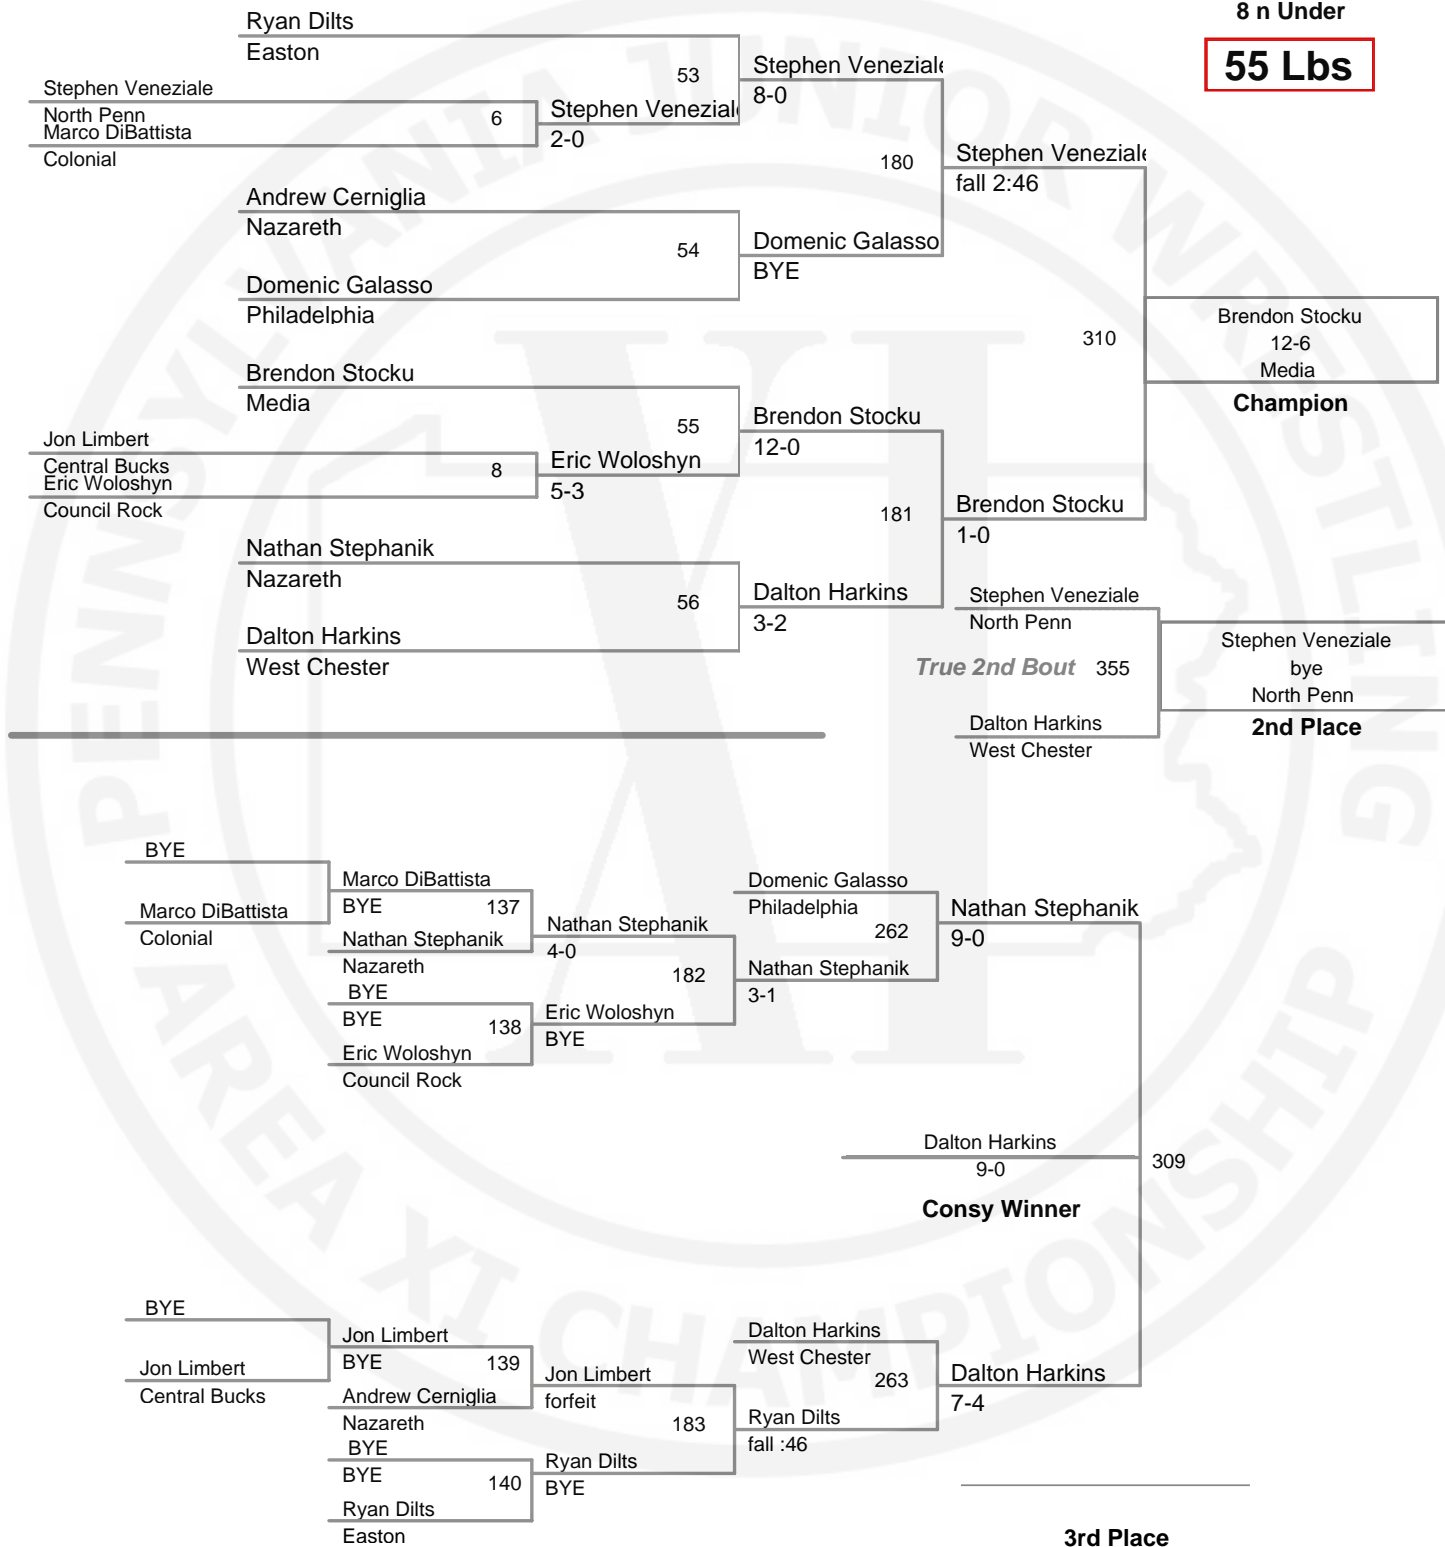 8 n Under
55 Lbs
Ryan Dilts
Easton
53
Stephen Veneziale
8-0
Stephen Veneziale
North Penn
6
Marco DiBattista
Colonial
Stephen Veneziale
2-0
180
Stephen Veneziale
fall 2:46
Andrew Cerniglia
Nazareth
54
Domenic Galasso
BYE
Domenic Galasso
Philadelphia
310
Brendon Stocku
12-6
Media
Champion
Brendon Stocku
Media
55
Brendon Stocku
12-0
Jon Limbert
Central Bucks
8
Eric Woloshyn
Council Rock
Eric Woloshyn
5-3
181
Brendon Stocku
1-0
Nathan Stephanik
Nazareth
56
Dalton Harkins
3-2
Dalton Harkins
West Chester
Stephen Veneziale
North Penn
True 2nd Bout 355
Dalton Harkins
West Chester
Stephen Veneziale
bye
North Penn
2nd Place
BYE
Marco DiBattista
Colonial
Marco DiBattista
BYE
137
Nathan Stephanik
Nazareth
Nathan Stephanik
4-0
182
BYE
BYE
138
Eric Woloshyn
Council Rock
Eric Woloshyn
BYE
Domenic Galasso
Philadelphia
262
Nathan Stephanik
3-1
Nathan Stephanik
9-0
Dalton Harkins
9-0
309
Consy Winner
BYE
Jon Limbert
Central Bucks
Jon Limbert
BYE
139
Andrew Cerniglia
Nazareth
Jon Limbert
forfeit
183
BYE
BYE
140
Ryan Dilts
Easton
Ryan Dilts
BYE
Dalton Harkins
West Chester
263
Ryan Dilts
fall :46
Dalton Harkins
7-4
3rd Place
PENNSYLVANIA JUNIOR WRESTLING
AREA XI CHAMPIONSHIP
XI